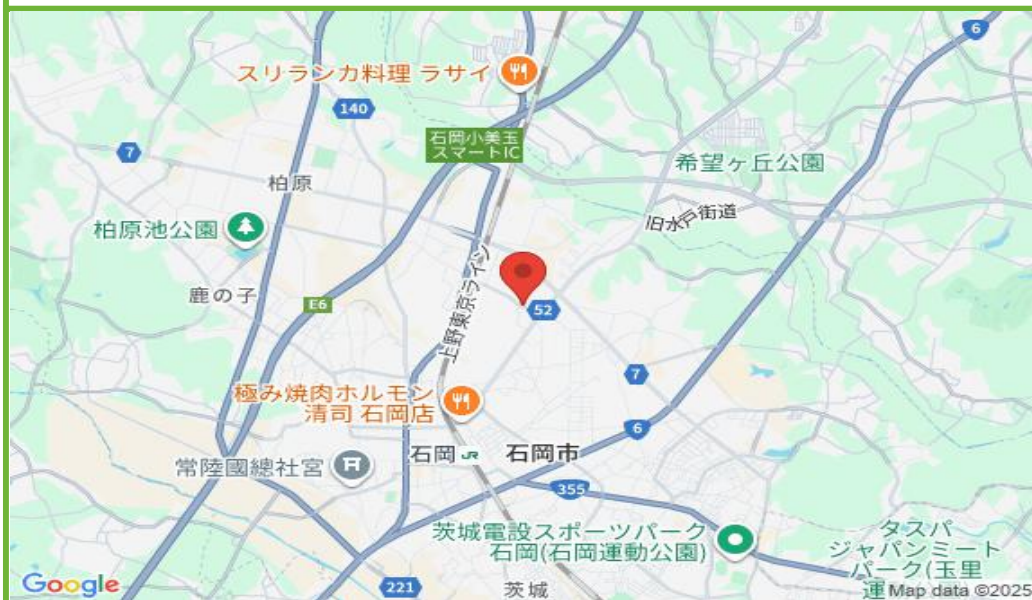 6
スリランカ料理 ラサイ
140
石岡小美玉
スマートIC
7
希望ヶ丘公園
柏原
旧水戸街道
柏原池公園
上野東京ライン
鹿の子
E6
52
7
極み焼肉ホルモン
清司 石岡店
6
石岡 JR
石岡市
常陸國總社宮
355
茨城電設スポーツパーク
石岡(石岡運動公園)
タスパ
ジャパンミート
パーク(玉里
運
Google
221
茨城
Map data ©2025